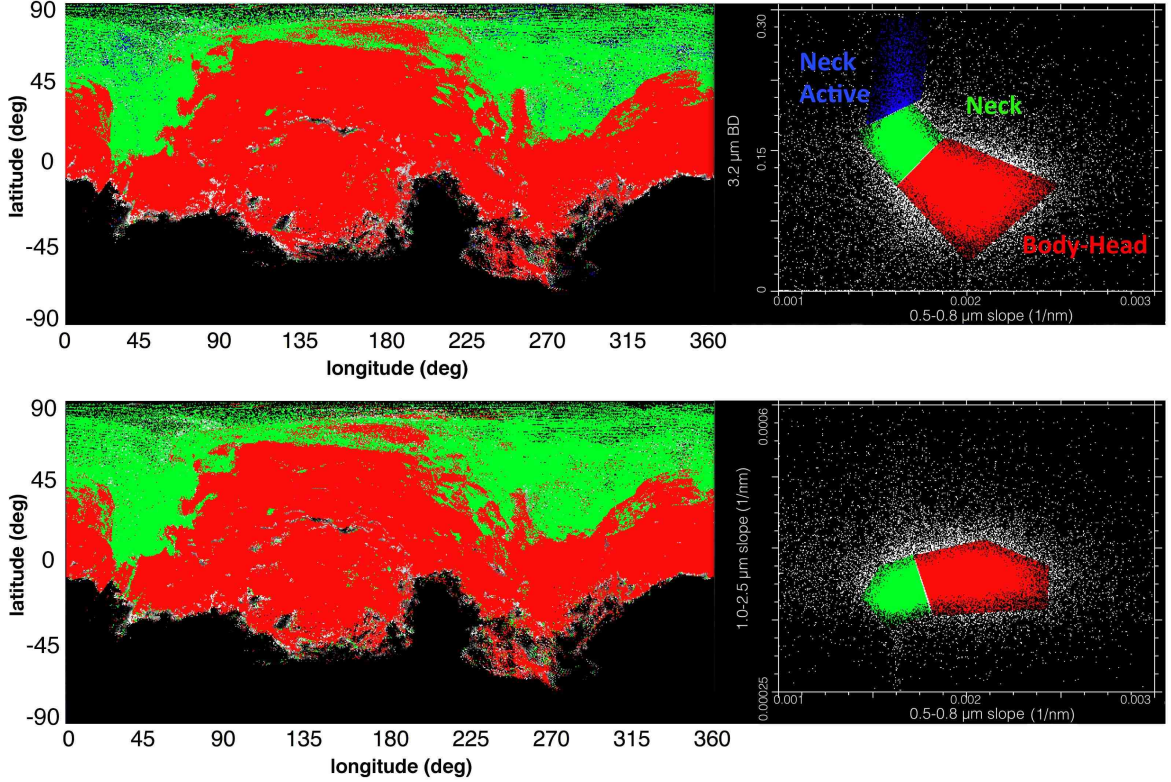 90
45
0
-45
-90
latitude (deg)
0 45 90 135 180 225 270 315 360
longitude (deg)
0.30
0.15
0
3.2 µm BD
Neck
Active
Neck
Body-Head
0.001 0.002 0.003
0.5-0.8 µm slope (1/nm)
90
45
0
-45
-90
latitude (deg)
0 45 90 135 180 225 270 315 360
longitude (deg)
0.0006
0.00025
1.0-2.5 µm slope (1/nm)
0.001 0.002 0.003
0.5-0.8 µm slope (1/nm)